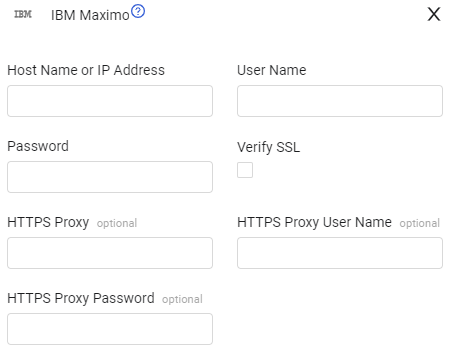 IBM IBM Maximo ? X
Host Name or IP Address
User Name
Password
Verify SSL
HTTPS Proxy optional
HTTPS Proxy User Name optional
HTTPS Proxy Password optional